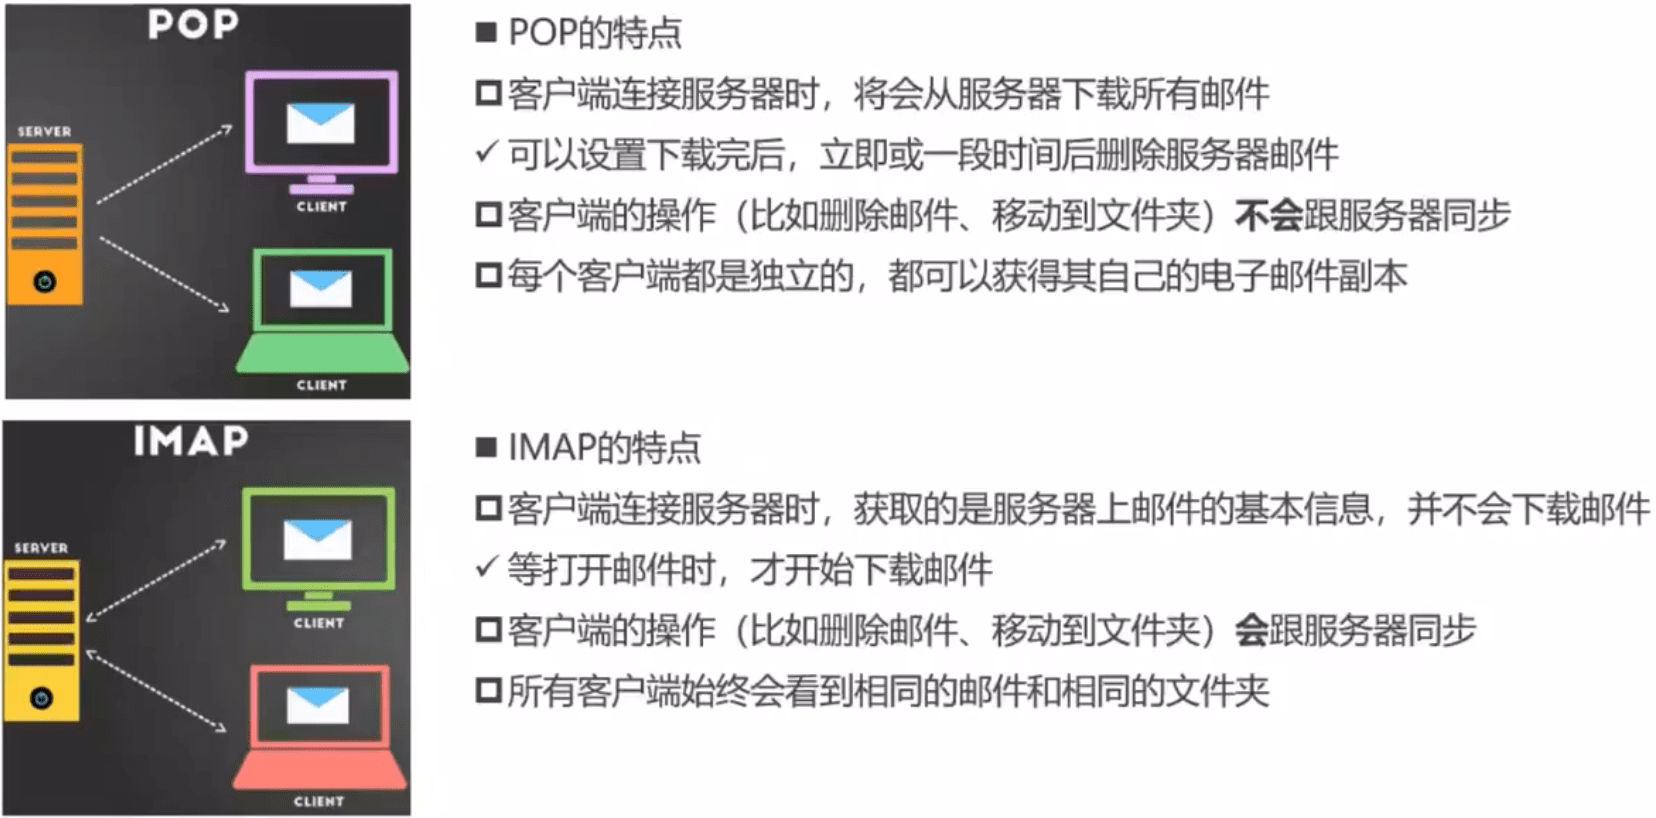 POP
SERVER
CLIENT
CLIENT
■ POP的特点
客户端连接服务器时，将会从服务器下载所有邮件
✓ 可以设置下载完后，立即或一段时间后删除服务器邮件
客户端的操作（比如删除邮件、移动到文件夹）不会跟服务器同步
每个客户端都是独立的，都可以获得其自己的电子邮件副本
IMAP
SERVER
CLIENT
CLIENT
■ IMAP的特点
客户端连接服务器时，获取的是服务器上邮件的基本信息，并不会下载邮件
✓ 等打开邮件时，才开始下载邮件
客户端的操作（比如删除邮件、移动到文件夹）会跟服务器同步
所有客户端始终会看到相同的邮件和相同的文件夹